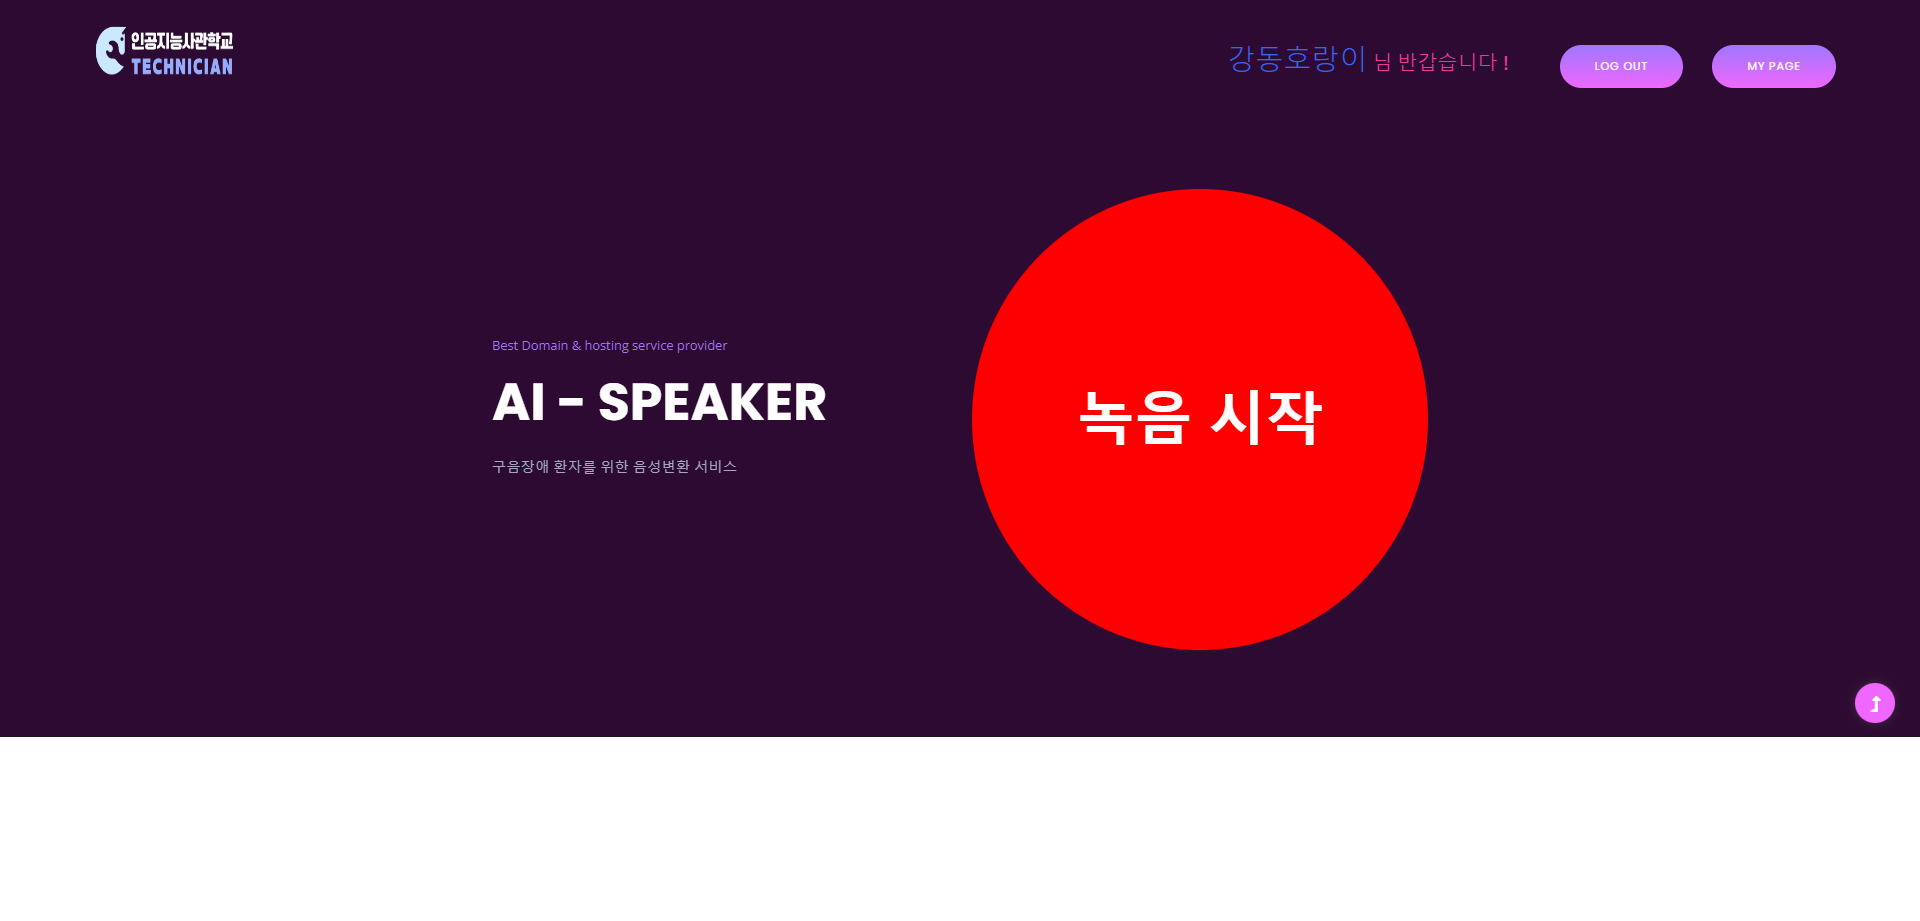 인공지능사관학교
TECHNICIAN
강동호랑이 님 반갑습니다 !
LOG OUT
MY PAGE
Best Domain & hosting service provider
AI - SPEAKER
구음장애 환자를 위한 음성변환 서비스
녹음 시작